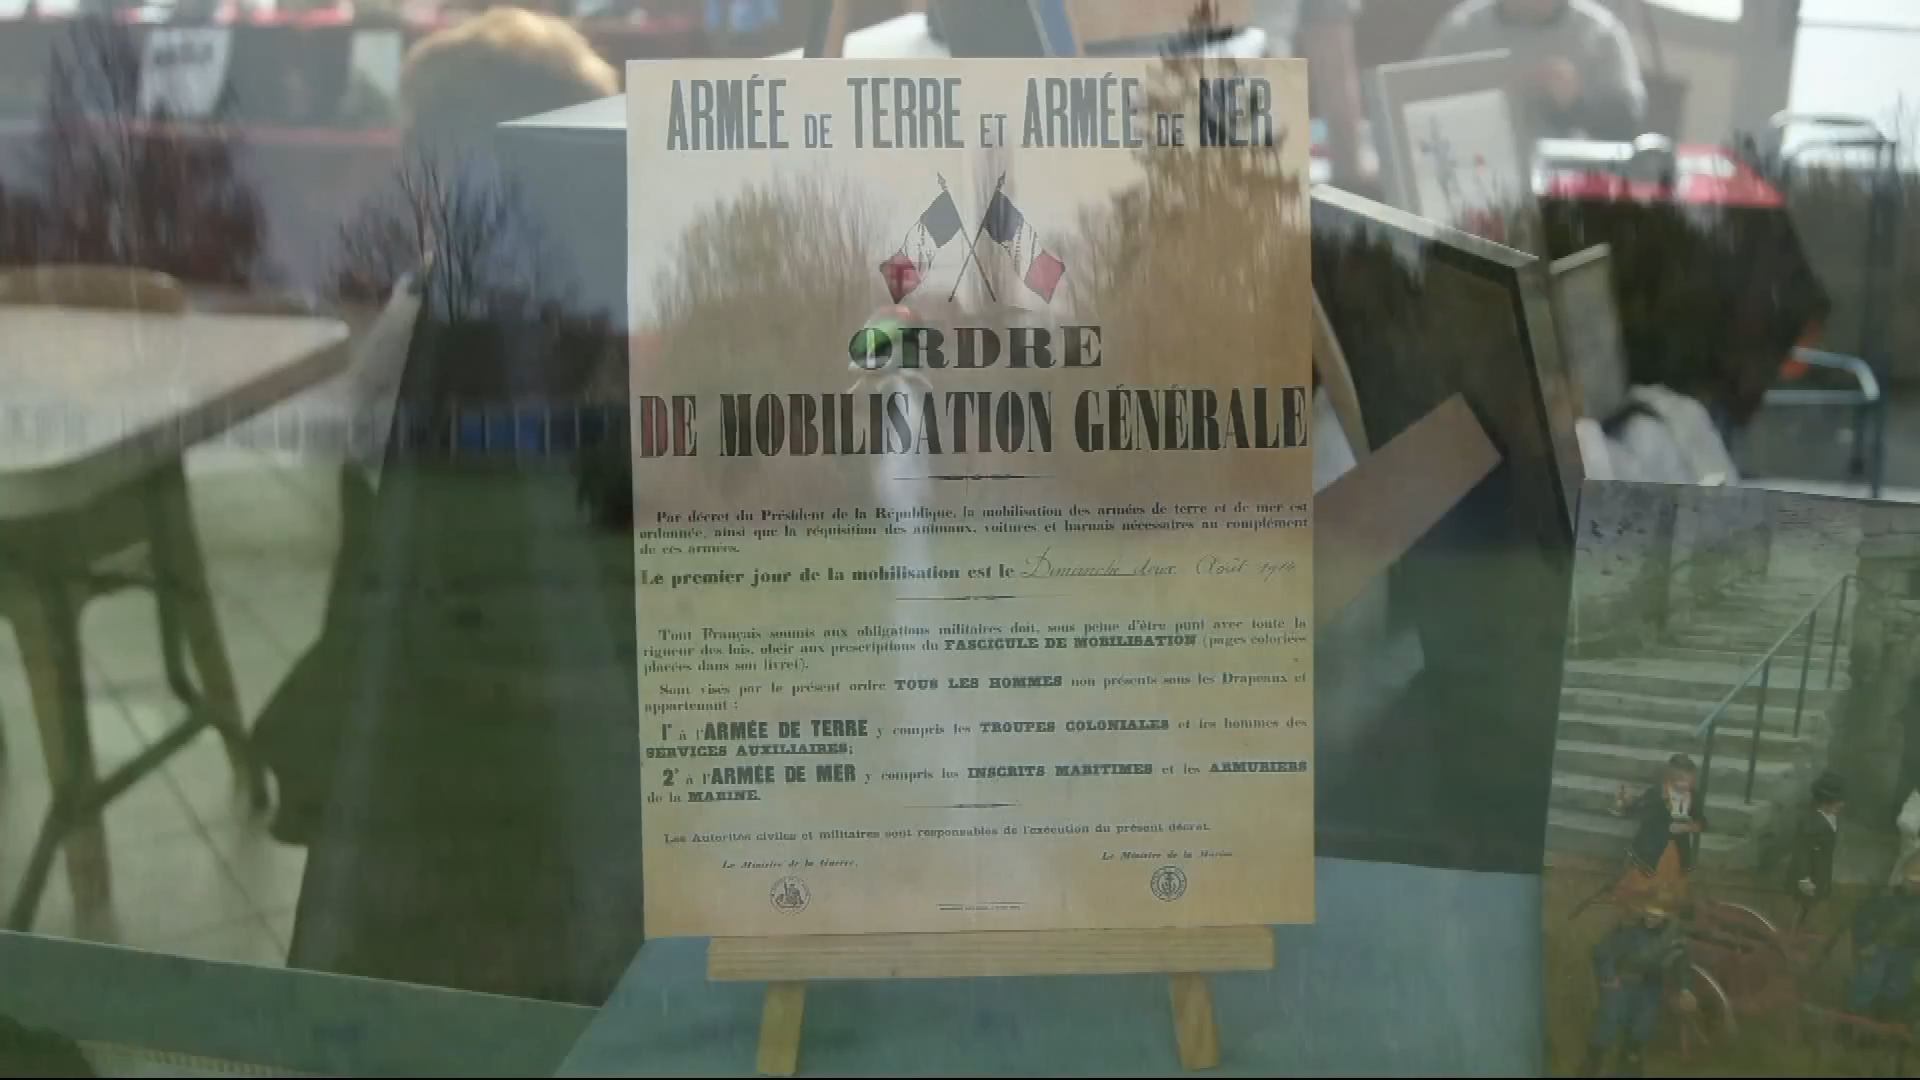 ARMÉE DE TERRE ET ARMÉE DE MER
ORDRE
DE MOBILISATION GÉNÉRALE
Par décret du Président de la République, la mobilisation des armées de terre et de mer est
ordonnée, ainsi que la réquisition des animaux, voitures et harnais nécessaires au complément
de ces armées.
Le premier jour de la mobilisation est le Dimanche deux Août 1914
Tout Français soumis aux obligations militaires doit, sous peine d'être puni avec toute la
rigueur des lois, obéir aux prescriptions du FASCICULE DE MOBILISATION (pages coloriées
placées dans son livret).
Sont visés par le présent ordre TOUS LES HOMMES non présents sous les Drapeaux et
appartenant :
1° à l'ARMÉE DE TERRE y compris les TROUPES COLONIALES et les hommes des
SERVICES AUXILIAIRES;
2° à l'ARMÉE DE MER y compris les INSCRITS MARITIMES et les ARMURIERS
de la MARINE.
Les Autorités civiles et militaires sont responsables de l'exécution du présent décret.
Le Ministre de la Guerre, Le Ministre de la Marine